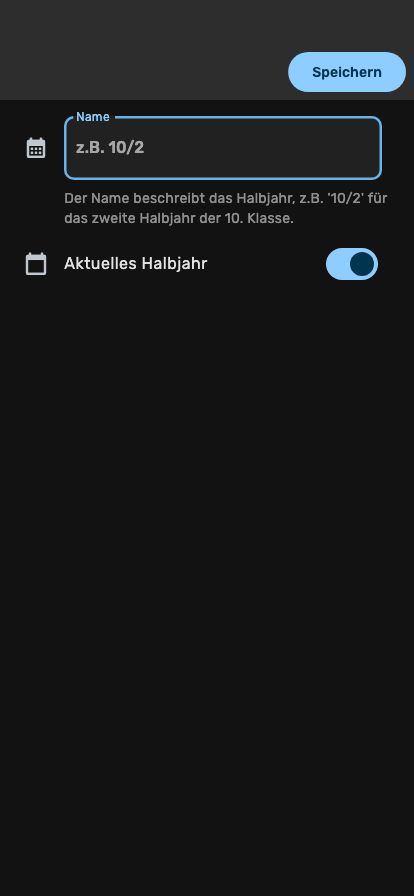 Speichern
Name
z.B. 10/2
Der Name beschreibt das Halbjahr, z.B. '10/2' für
das zweite Halbjahr der 10. Klasse.
Aktuelles Halbjahr